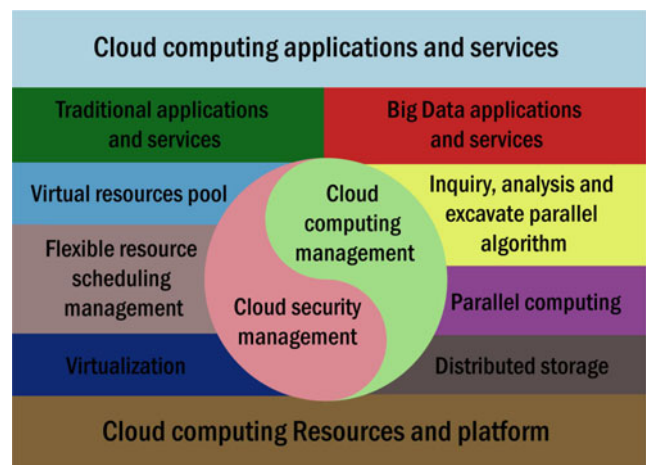 Cloud computing applications and services
Traditional applications
and services
Big Data applications
and services
Virtual resources pool
Cloud
computing
management
Inquiry, analysis and
excavate parallel
algorithm
Flexible resource
scheduling
management
Cloud security
management
Parallel computing
Virtualization
Distributed storage
Cloud computing Resources and platform